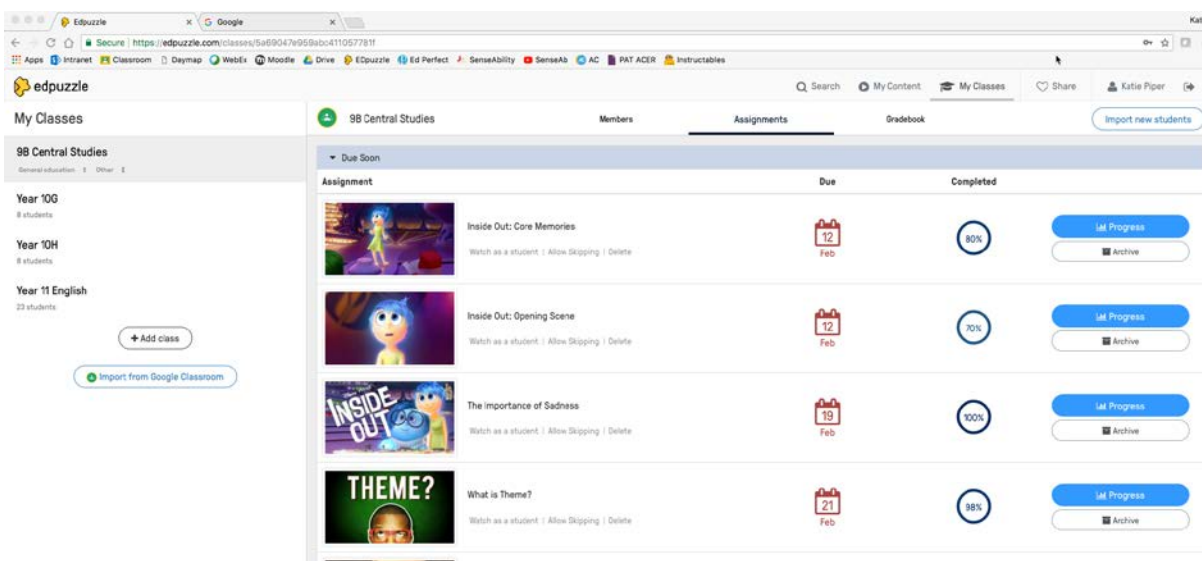 Edpuzzle
Google
Kat
Secure | https://edpuzzle.com/classes/5a69047e959abc411057781f
Apps Intranet Classroom Daymap WebEx Moodle Drive EDpuzzle Ed Perfect SenseAbility SenseAb AC PAT ACER Instructables
edpuzzle
Search My Content My Classes Share Katie Piper
My Classes
9B Central Studies
General education Other
Year 10G
8 students
Year 10H
8 students
Year 11 English
23 students
+ Add class
Import from Google Classroom
9B Central Studies Members Assignments Gradebook Import new students
Due Soon
Assignment Due Completed
Inside Out: Core Memories
Watch as a student | Allow Skipping | Delete
12
Feb
80%
Progress
Archive
Inside Out: Opening Scene
Watch as a student | Allow Skipping | Delete
12
Feb
70%
Progress
Archive
INSIDE
OUT
The Importance of Sadness
Watch as a student | Allow Skipping | Delete
19
Feb
100%
Progress
Archive
THEME?
What is Theme?
Watch as a student | Allow Skipping | Delete
21
Feb
98%
Progress
Archive